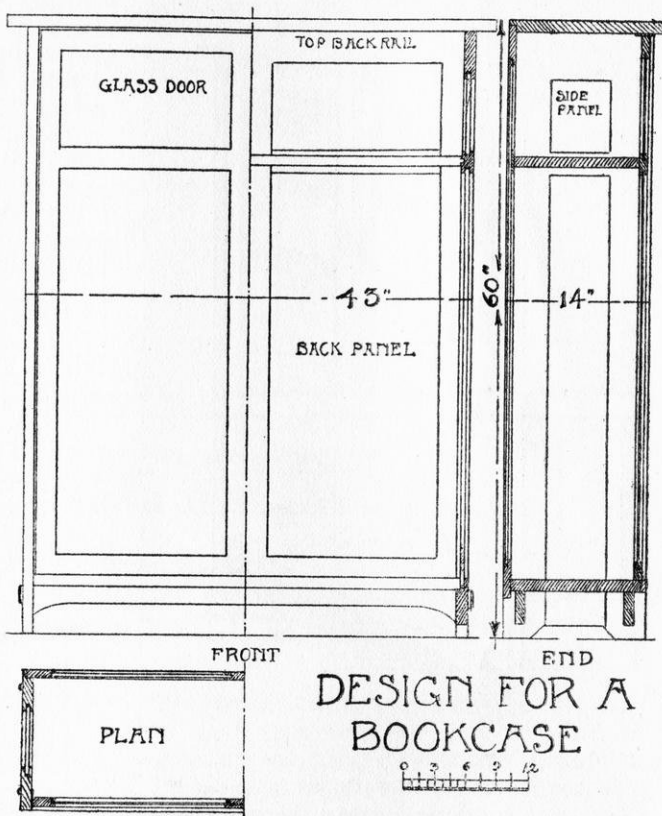 TOP BACK RAIL
GLASS DOOR
SIDE
PANEL
43"
60"
14"
BACK PANEL
FRONT
END
PLAN
DESIGN FOR A
BOOKCASE
0 3 6 9 12